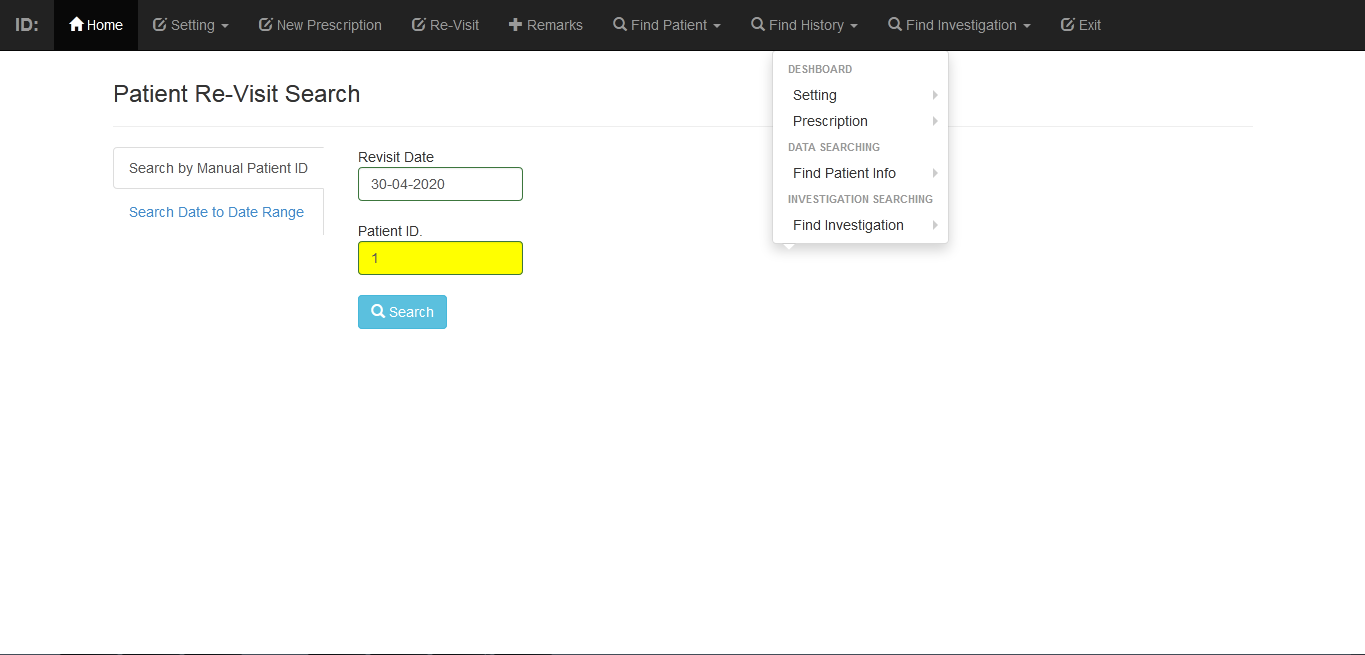 ID: Home Setting New Prescription Re-Visit Remarks Find Patient Find History Find Investigation Exit
Patient Re-Visit Search
Search by Manual Patient ID
Search Date to Date Range
Revisit Date
30-04-2020
Patient ID.
1
Search
DESHBOARD
Setting
Prescription
DATA SEARCHING
Find Patient Info
INVESTIGATION SEARCHING
Find Investigation